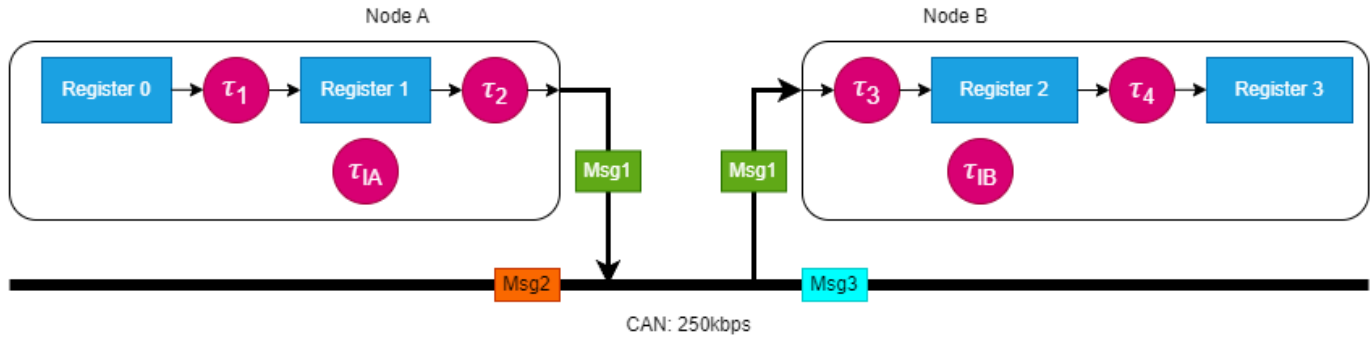 Node A
Node B
Register 0
τ1
Register 1
τ2
τ3
Register 2
τ4
Register 3
τIA
Msg1
Msg1
τIB
Msg2
Msg3
CAN: 250kbps